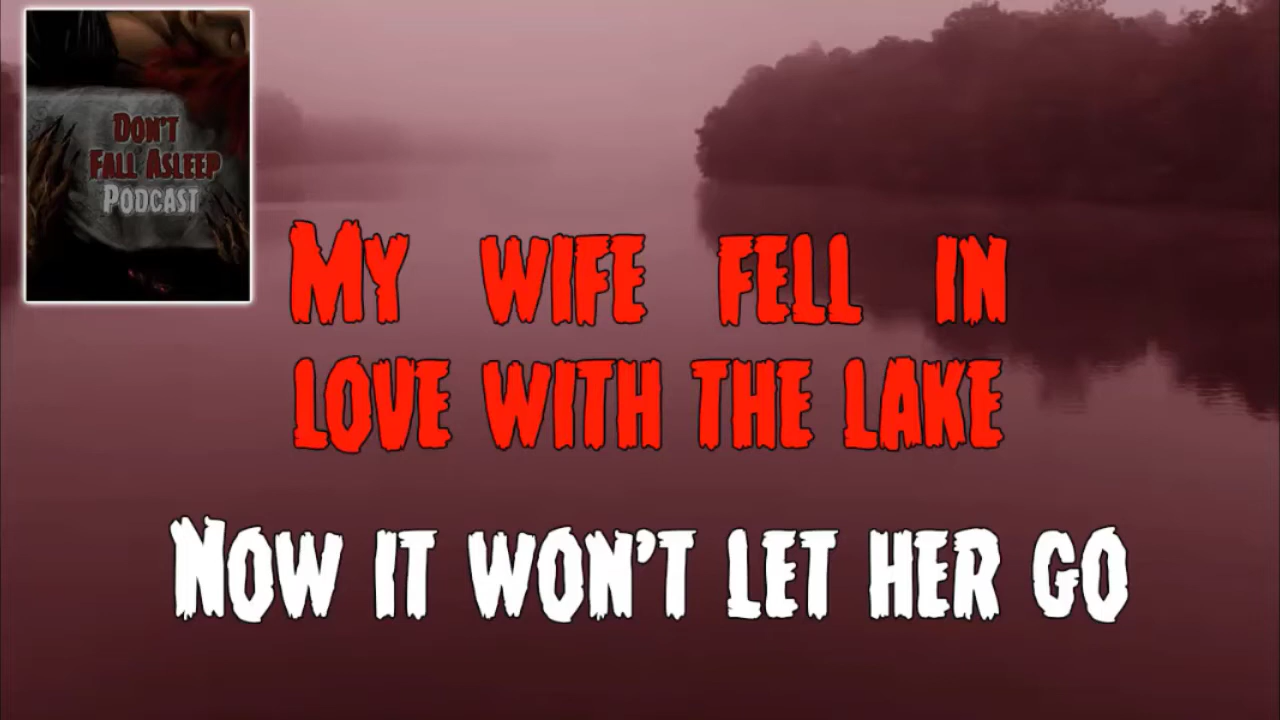 Don't
Fall Asleep
Podcast
My wife fell in
love with the lake
Now it won't let her go